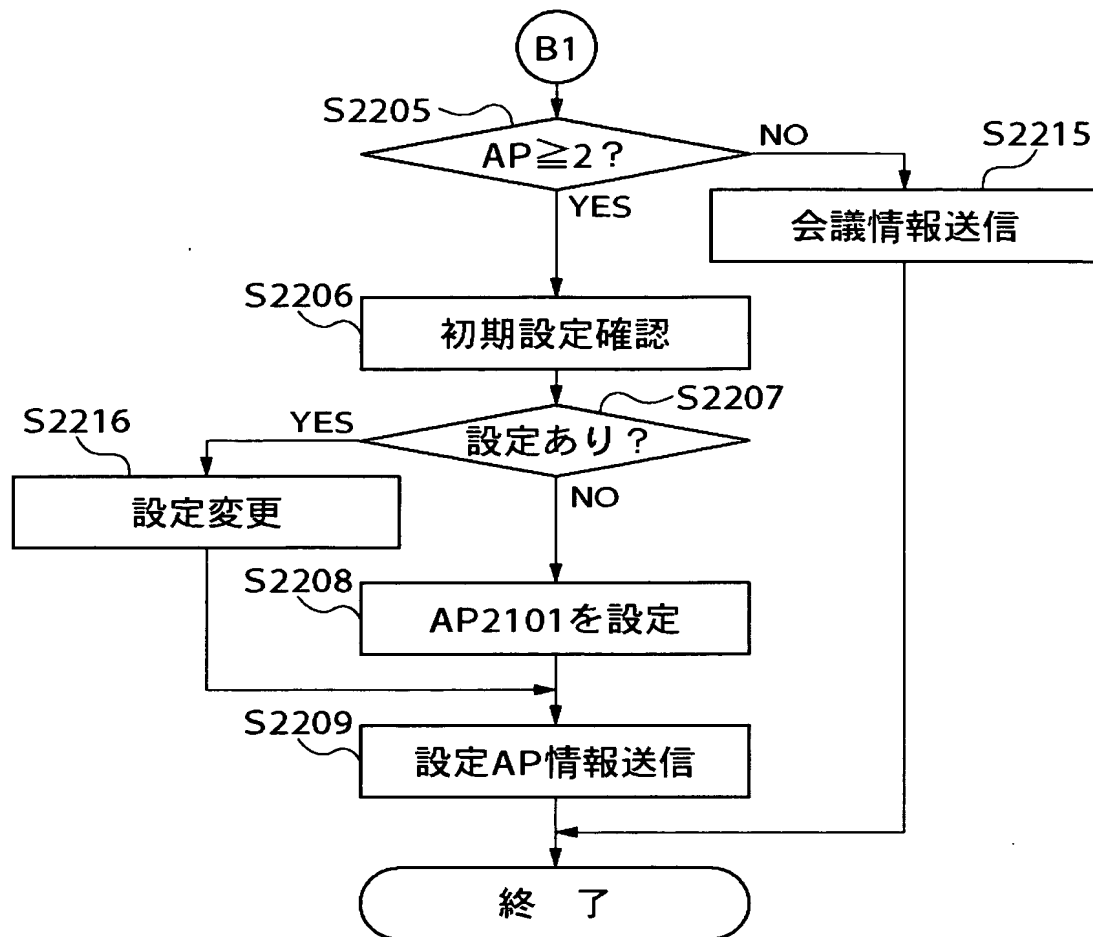 B1
S2205
AP≧2?
NO
S2215
YES
会議情報送信
S2206
初期設定確認
S2207
S2216
YES
設定あり?
設定変更
NO
S2208
AP2101を設定
S2209
設定AP情報送信
終 了